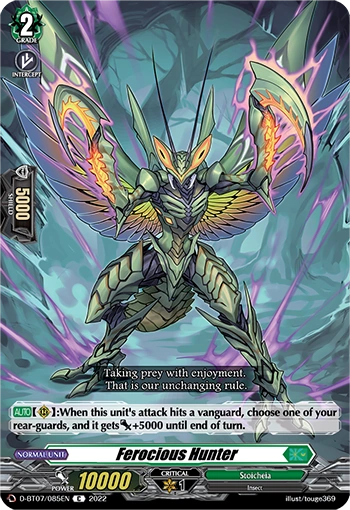 2
GRADE
INTERCEPT
5000
SHIELD
Taking prey with enjoyment.
That is our unchanging rule.
AUTO【 】:When this unit's attack hits a vanguard, choose one of your
rear-guards, and it gets +5000 until end of turn.
NORMAL UNIT
Ferocious Hunter
POWER 10000
CRITICAL
1
Stoicheia
Insect
D-BT07/085EN C 2022
illust/touge369